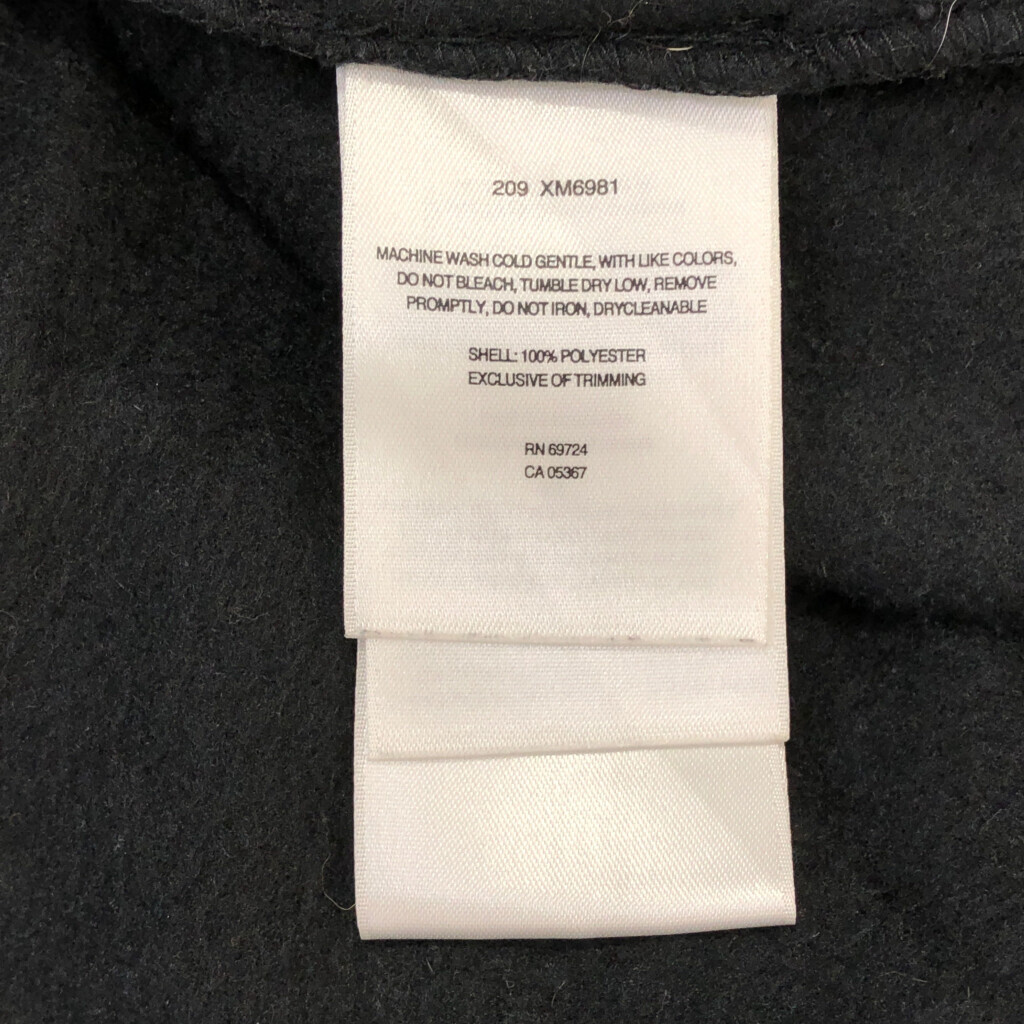 209 XM6981
MACHINE WASH COLD GENTLE, WITH LIKE COLORS,
DO NOT BLEACH, TUMBLE DRY LOW, REMOVE
PROMPTLY, DO NOT IRON, DRYCLEANABLE
SHELL: 100% POLYESTER
EXCLUSIVE OF TRIMMING
RN 69724
CA 05367